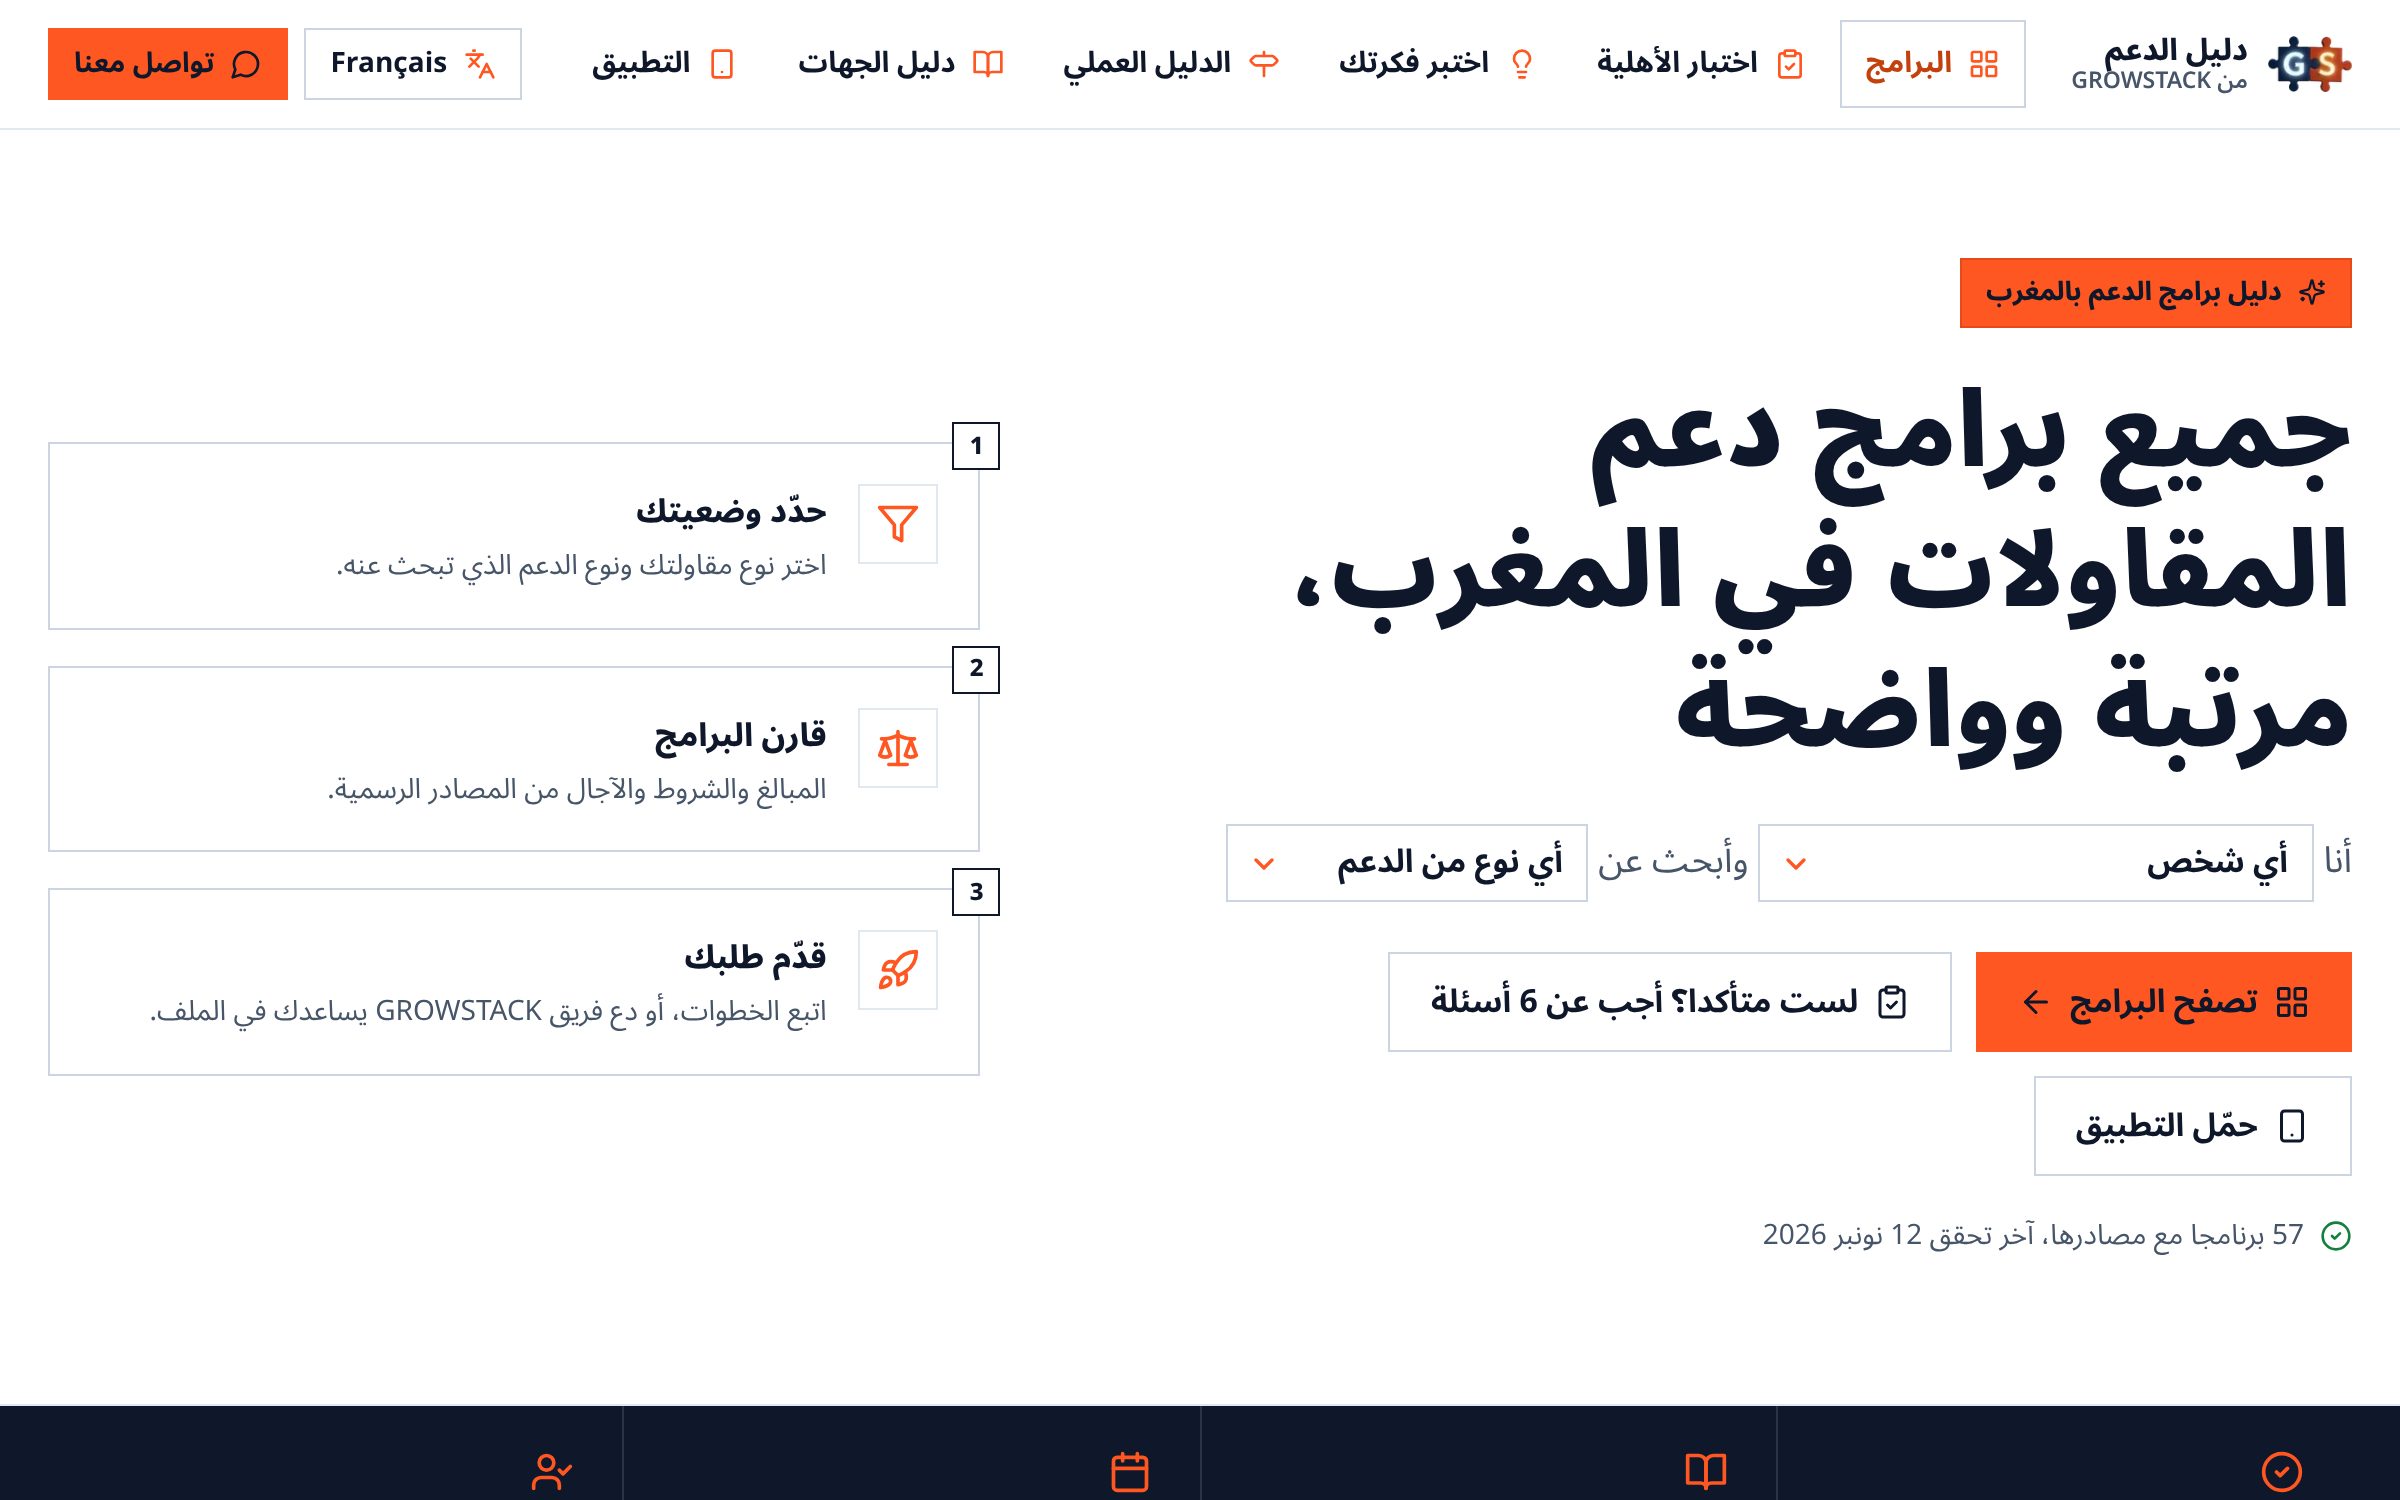 دليل الدعم
من GROWSTACK
البرامج
اختبار الأهلية
اختبر فكرتك
الدليل العملي
دليل الجهات
التطبيق
Français
تواصل معنا
دليل برامج الدعم بالمغرب
جميع برامج دعم
المقاولات في المغرب،
مرتبة وواضحة
أنا أي شخص وأبحث عن أي نوع من الدعم
تصفح البرامج
لست متأكدا؟ أجب عن 6 أسئلة
حمّل التطبيق
57 برنامجا مع مصادرها، آخر تحقق 12 نونبر 2026
1
حدّد وضعيتك
اختر نوع مقاولتك ونوع الدعم الذي تبحث عنه.
2
قارن البرامج
المبالغ والشروط والآجال من المصادر الرسمية.
3
قدّم طلبك
اتبع الخطوات، أو دع فريق GROWSTACK يساعدك في الملف.